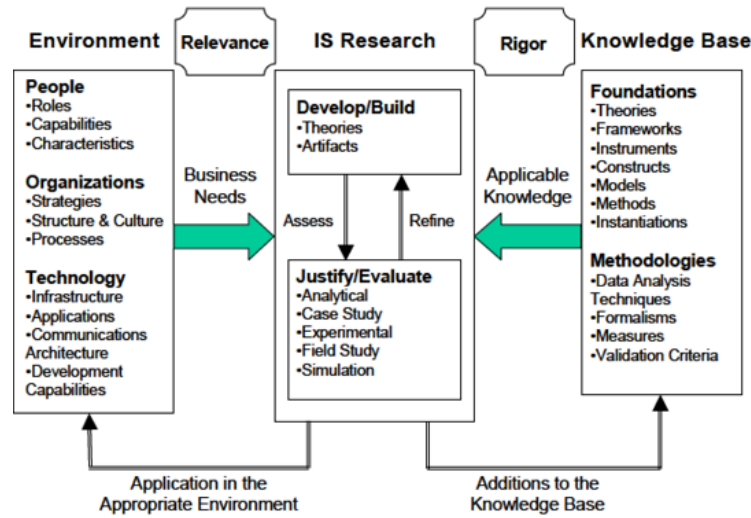 Environment
Relevance
IS Research
Rigor
Knowledge Base
People
•Roles
•Capabilities
•Characteristics
Organizations
•Strategies
•Structure & Culture
•Processes
Technology
•Infrastructure
•Applications
•Communications
Architecture
•Development
Capabilities
Business
Needs
Develop/Build
•Theories
•Artifacts
Assess
Refine
Justify/Evaluate
•Analytical
•Case Study
•Experimental
•Field Study
•Simulation
Applicable
Knowledge
Foundations
•Theories
•Frameworks
•Instruments
•Constructs
•Models
•Methods
•Instantiations
Methodologies
•Data Analysis
Techniques
•Formalisms
•Measures
•Validation Criteria
Application in the
Appropriate Environment
Additions to the
Knowledge Base